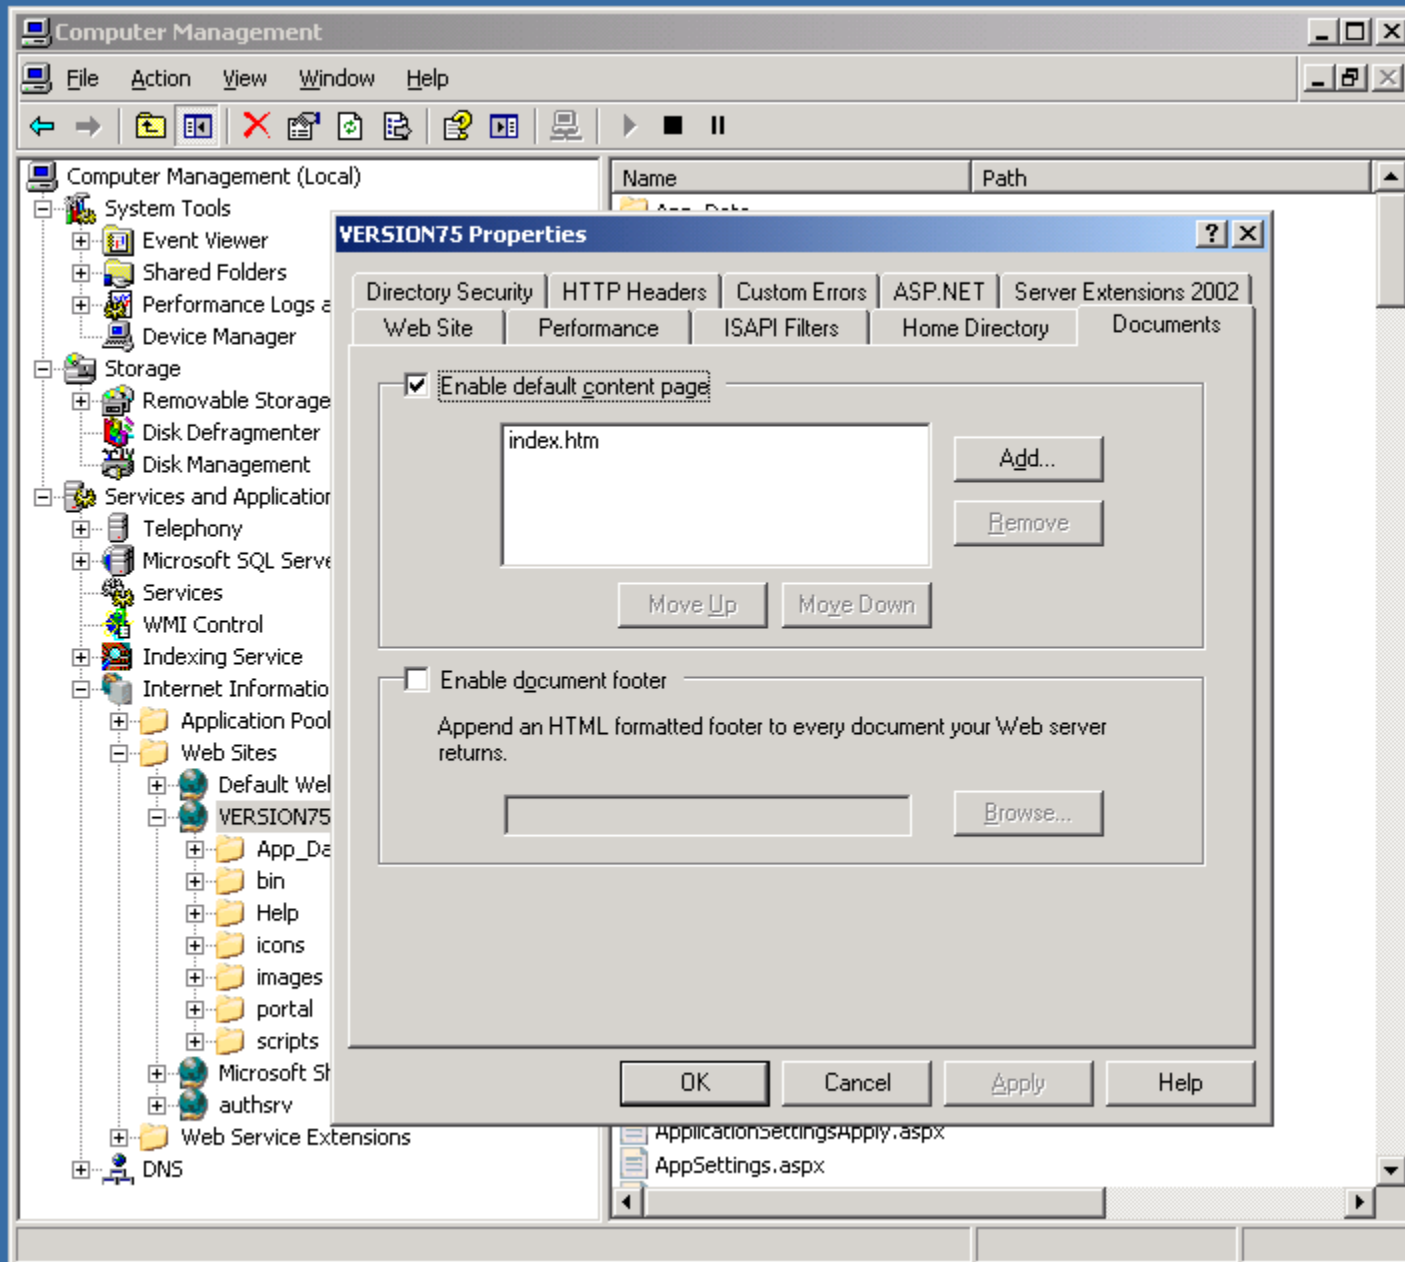 Computer Management
File Action View Window Help
Computer Management (Local)
System Tools
Event Viewer
Shared Folders
Performance Logs a
Device Manager
Storage
Removable Storage
Disk Defragmenter
Disk Management
Services and Application
Telephony
Microsoft SQL Serve
Services
WMI Control
Indexing Service
Internet Informatio
Application Pool
Web Sites
Default Wel
VERSION75
App_Da
bin
Help
icons
images
portal
scripts
Microsoft Sh
authsrv
Web Service Extensions
DNS
Name Path
App_Data
VERSION75 Properties
Directory Security HTTP Headers Custom Errors ASP.NET Server Extensions 2002
Web Site Performance ISAPI Filters Home Directory Documents
Enable default content page
index.htm
Add...
Remove
Move Up Move Down
Enable document footer
Append an HTML formatted footer to every document your Web server
returns.
Browse...
OK Cancel Apply Help
ApplicationSettingsApply.aspx
AppSettings.aspx